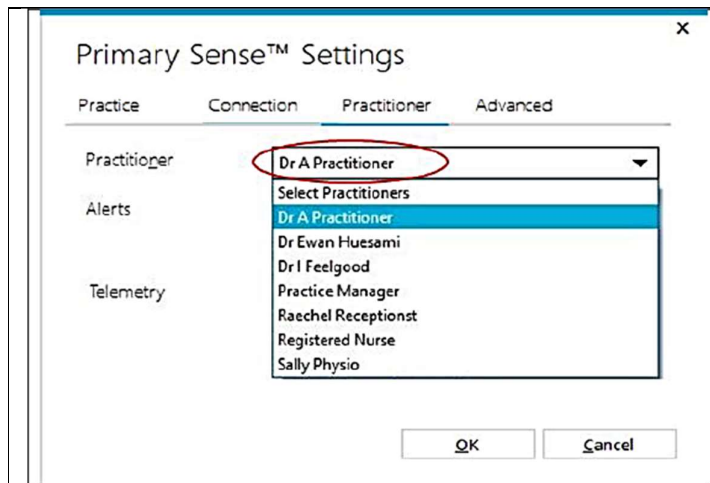 x
Primary Sense™ Settings
Practice Connection Practitioner Advanced
Practitioner Dr A Practitioner
Select Practitioners
Alerts Dr A Practitioner
Dr Ewan Huesami
Dr I Feelgood
Telemetry Practice Manager
Raechel Receptionst
Registered Nurse
Sally Physio
OK Cancel